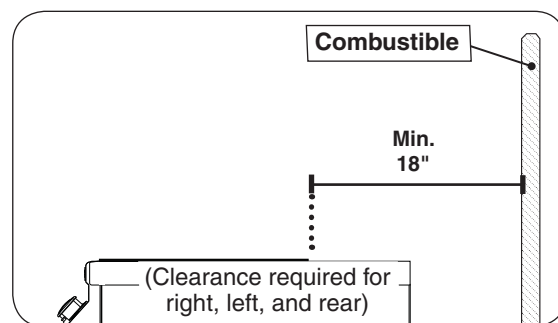 Combustible
Min.
18"
(Clearance required for
right, left, and rear)